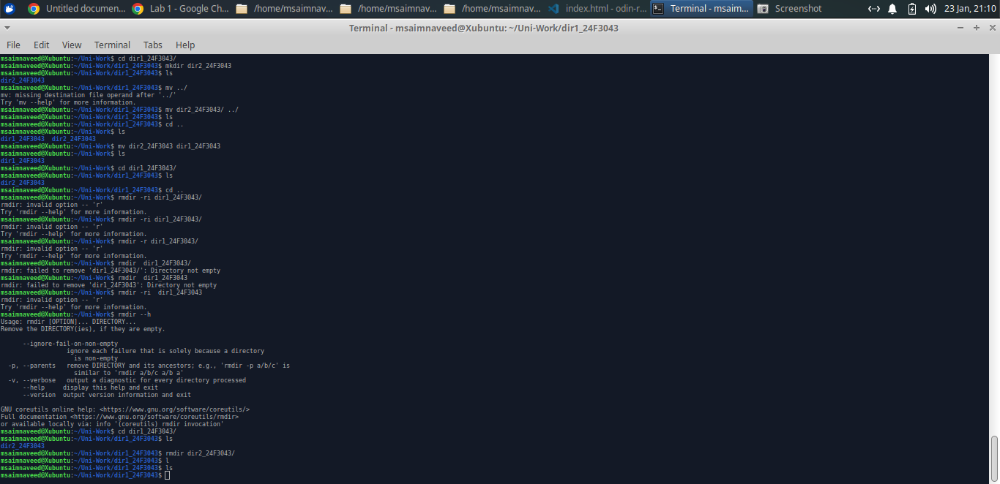 Untitled documen...
Lab 1 - Google Ch...
/home/msaimnav...
/home/msaimnav...
/home/msaimnav...
index.html - odin-r...
Terminal - msaim...
Screenshot
23 Jan, 21:10
Terminal - msaimnaveed@Xubuntu: ~/Uni-Work/dir1_24F3043
File Edit View Terminal Tabs Help
msaimnaveed@Xubuntu:~/Uni-Work$ cd dir1_24F3043/
msaimnaveed@Xubuntu:~/Uni-Work/dir1_24F3043$ mkdir dir2_24F3043
msaimnaveed@Xubuntu:~/Uni-Work/dir1_24F3043$ ls
dir2_24F3043
msaimnaveed@Xubuntu:~/Uni-Work/dir1_24F3043$ mv ../
mv: missing destination file operand after '../'
Try 'mv --help' for more information.
msaimnaveed@Xubuntu:~/Uni-Work/dir1_24F3043$ mv dir2_24F3043/ ../
msaimnaveed@Xubuntu:~/Uni-Work/dir1_24F3043$ ls
msaimnaveed@Xubuntu:~/Uni-Work/dir1_24F3043$ cd ..
msaimnaveed@Xubuntu:~/Uni-Work$ ls
dir1_24F3043  dir2_24F3043
msaimnaveed@Xubuntu:~/Uni-Work$ mv dir2_24F3043 dir1_24F3043
msaimnaveed@Xubuntu:~/Uni-Work$ ls
dir1_24F3043
msaimnaveed@Xubuntu:~/Uni-Work$ cd dir1_24F3043/
msaimnaveed@Xubuntu:~/Uni-Work/dir1_24F3043$ ls
dir2_24F3043
msaimnaveed@Xubuntu:~/Uni-Work/dir1_24F3043$ cd ..
msaimnaveed@Xubuntu:~/Uni-Work$ rmdir -ri dir1_24F3043/
rmdir: invalid option -- 'r'
Try 'rmdir --help' for more information.
msaimnaveed@Xubuntu:~/Uni-Work$ rmdir -ri dir1_24F3043/
rmdir: invalid option -- 'r'
Try 'rmdir --help' for more information.
msaimnaveed@Xubuntu:~/Uni-Work$ rmdir -r dir1_24F3043/
rmdir: invalid option -- 'r'
Try 'rmdir --help' for more information.
msaimnaveed@Xubuntu:~/Uni-Work$ rmdir  dir1_24F3043/
rmdir: failed to remove 'dir1_24F3043/': Directory not empty
msaimnaveed@Xubuntu:~/Uni-Work$ rmdir  dir1_24F3043
rmdir: failed to remove 'dir1_24F3043': Directory not empty
msaimnaveed@Xubuntu:~/Uni-Work$ rmdir -ri  dir1_24F3043
rmdir: invalid option -- 'r'
Try 'rmdir --help' for more information.
msaimnaveed@Xubuntu:~/Uni-Work$ rmdir --h
Usage: rmdir [OPTION]... DIRECTORY...
Remove the DIRECTORY(ies), if they are empty.
--ignore-fail-on-non-empty
ignore each failure that is solely because a directory
is non-empty
-p, --parents   remove DIRECTORY and its ancestors; e.g., 'rmdir -p a/b/c' is
similar to 'rmdir a/b/c a/b a'
-v, --verbose   output a diagnostic for every directory processed
--help     display this help and exit
--version  output version information and exit
GNU coreutils online help: <https://www.gnu.org/software/coreutils/>
Full documentation <https://www.gnu.org/software/coreutils/rmdir>
or available locally via: info '(coreutils) rmdir invocation'
msaimnaveed@Xubuntu:~/Uni-Work$ cd dir1_24F3043/
msaimnaveed@Xubuntu:~/Uni-Work/dir1_24F3043$ ls
dir2_24F3043
msaimnaveed@Xubuntu:~/Uni-Work/dir1_24F3043$ rmdir dir2_24F3043/
msaimnaveed@Xubuntu:~/Uni-Work/dir1_24F3043$ l
msaimnaveed@Xubuntu:~/Uni-Work/dir1_24F3043$ ls
msaimnaveed@Xubuntu:~/Uni-Work/dir1_24F3043$